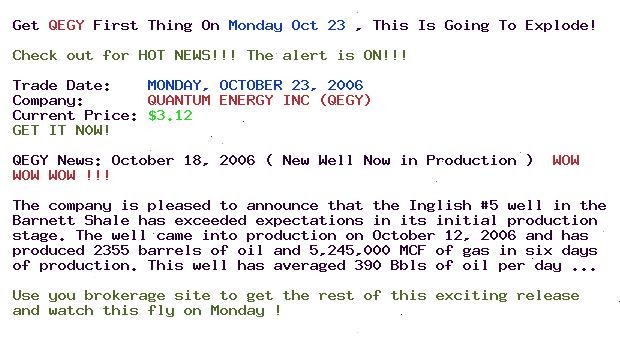 Get QEGY First Thing On Monday Oct 23 , This Is Going To Explode!
Check out for HOT NEWS!!! The alert is ON!!!
Trade Date: MONDAY, OCTOBER 23, 2006
Company: QUANTUM ENERGY INC (QEGY)
Current Price: $3.12
GET IT NOW!
QEGY News: October 18, 2006 ( New Well Now in Production ) WOW
WOW WOW !!!
The company is pleased to announce that the Inglish #5 well in the
Barnett Shale has exceeded expectations in its initial production
stage. The well came into production on October 12, 2006 and has
produced 2355 barrels of oil and 5,245,000 MCF of gas in six days
of production. This well has averaged 390 Bbls of oil per day ...
Use you brokerage site to get the rest of this exciting release
and watch this fly on Monday !